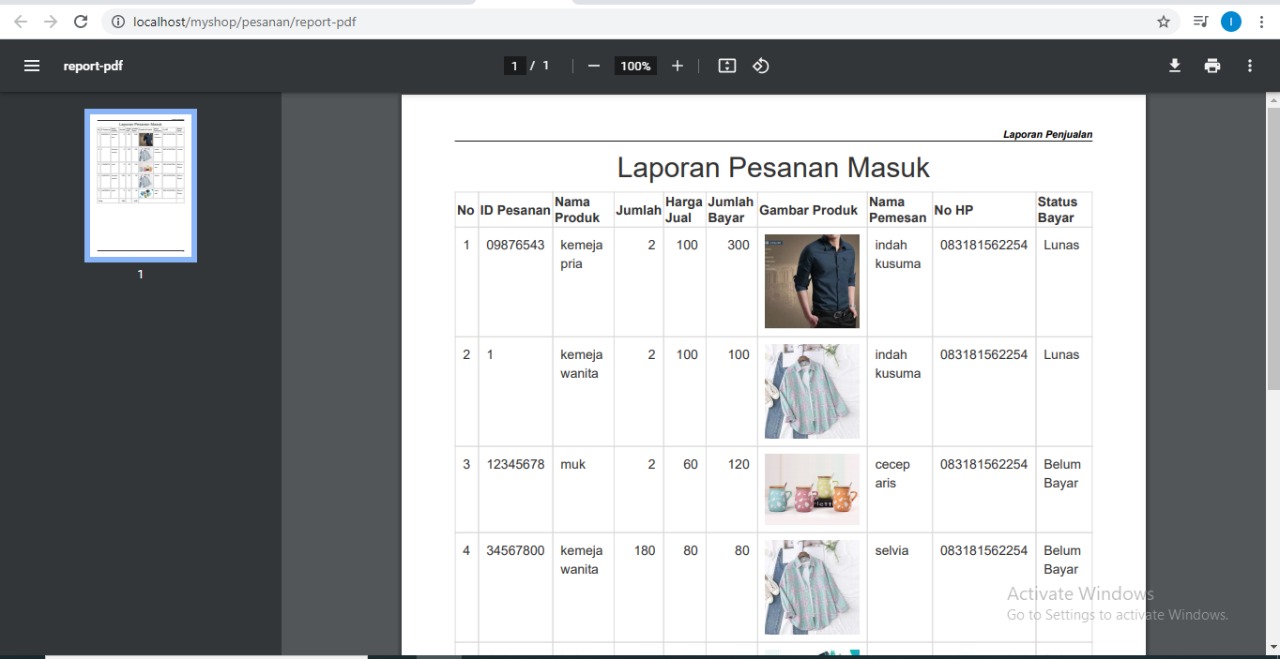 localhost/myshop/pesanan/report-pdf
I
report-pdf
1 / 1
100%
1
Laporan Penjualan
Laporan Pesanan Masuk
No ID Pesanan Nama Produk Jumlah Harga Jual Jumlah Bayar Gambar Produk Nama Pemesan No HP Status Bayar
1 09876543 kemeja pria 2 100 300 indah kusuma 083181562254 Lunas
2 1 kemeja wanita 2 100 100 indah kusuma 083181562254 Lunas
3 12345678 muk 2 60 120 cecep aris 083181562254 Belum Bayar
4 34567800 kemeja wanita 180 80 80 selvia 083181562254 Belum Bayar
Activate Windows
Go to Settings to activate Windows.